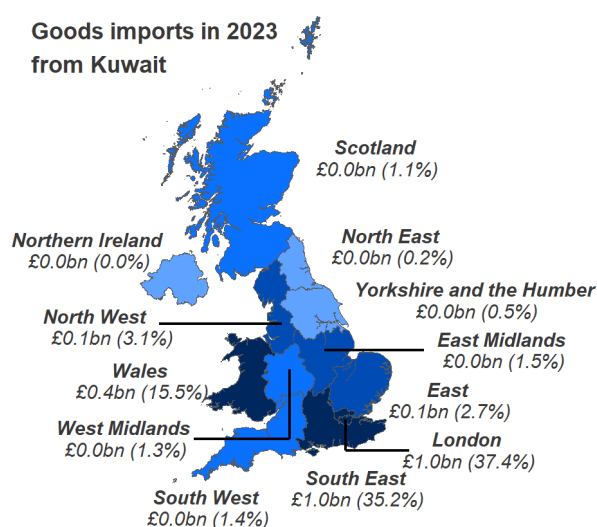 Goods imports in 2023
from Kuwait
Scotland
£0.0bn (1.1%)
Northern Ireland
£0.0bn (0.0%)
North East
£0.0bn (0.2%)
Yorkshire and the Humber
£0.0bn (0.5%)
North West
£0.1bn (3.1%)
East Midlands
£0.0bn (1.5%)
Wales
£0.4bn (15.5%)
East
£0.1bn (2.7%)
West Midlands
£0.0bn (1.3%)
London
£1.0bn (37.4%)
South East
£1.0bn (35.2%)
South West
£0.0bn (1.4%)